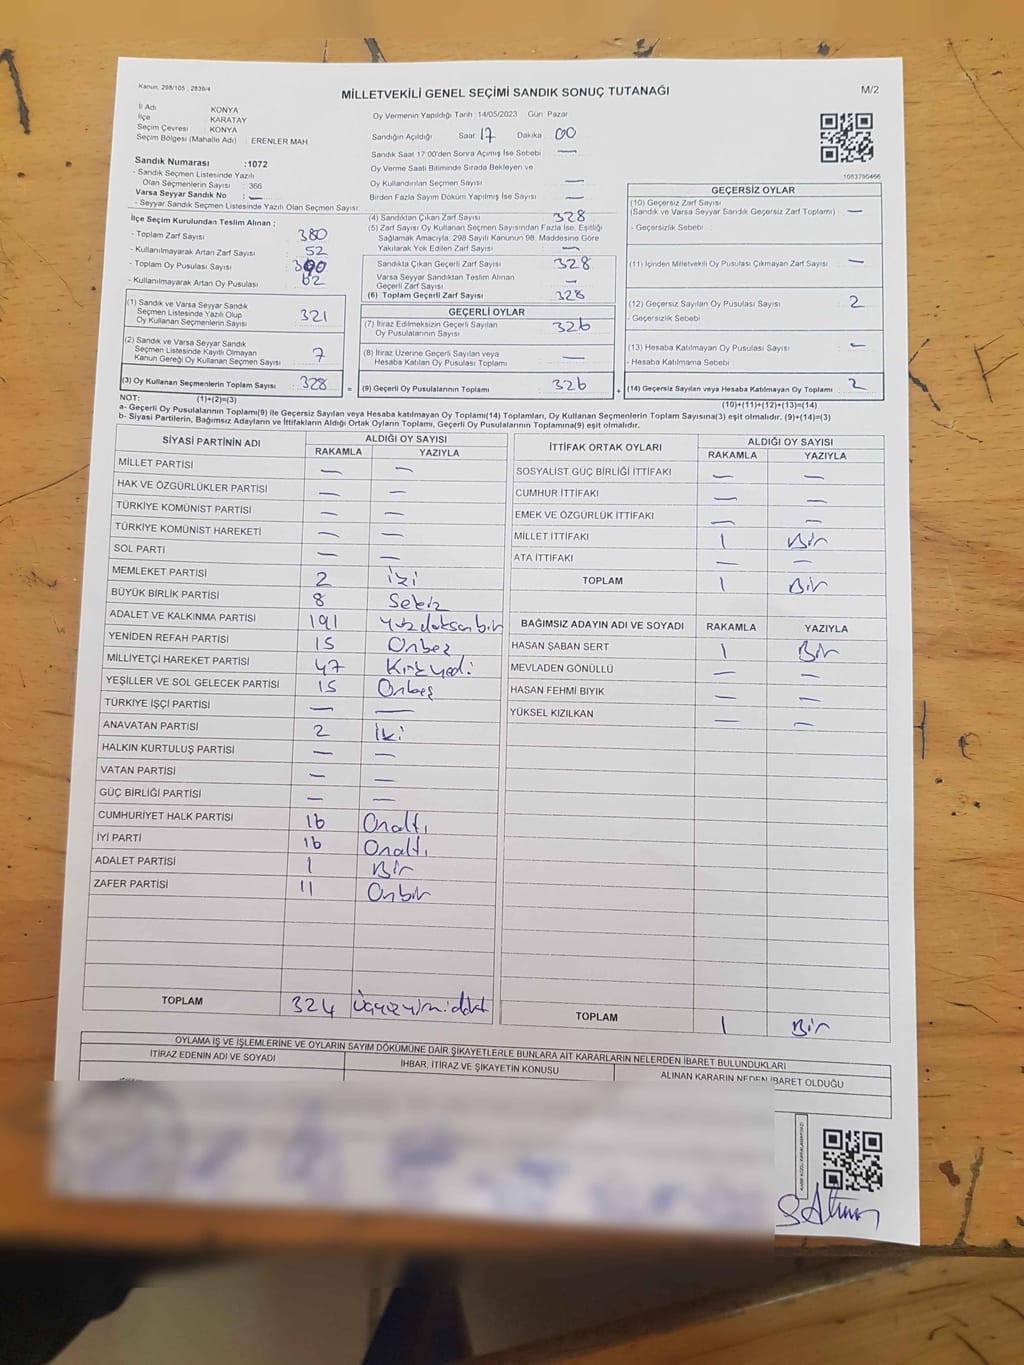 Kanun: 298/105 , 2839/4
MİLLETVEKİLİ GENEL SEÇİMİ SANDIK SONUÇ TUTANAĞI
M/2
İl Adı KONYA
İlçe KARATAY
Seçim Çevresi KONYA
Seçim Bölgesi (Mahalle Adı) : ERENLER MAH
Sandık Numarası :1072
- Sandık Seçmen Listesinde Yazılı
Olan Seçmenlerin Sayısı : 366
Varsa Seyyar Sandık No : —
- Seyyar Sandık Seçmen Listesinde Yazılı Olan Seçmen Sayısı:
Oy Vermenin Yapıldığı Tarih :14/05/2023 Gün: Pazar
Sandığın Açıldığı Saat 17 Dakika 00
Sandık Saat 17:00'den Sonra Açımış İse Sebebi : —
Oy Verme Saati Bitiminde Sırada Bekleyen ve
Oy Kullandırılan Seçmen Sayısı —
Birden Fazla Sayım Döküm Yapılmış İse Sayısı —
1083795466
İlçe Seçim Kurulundan Teslim Alınan :
- Toplam Zarf Sayısı 380
- Kullanılmayarak Artan Zarf Sayısı 52
- Toplam Oy Pusulası Sayısı
- Kullanılmayarak Artan Oy Pusulası 62
(1) Sandık ve Varsa Seyyar Sandık
Seçmen Listesinde Yazılı Olup
Oy Kullanan Seçmenlerin Sayısı 321
(2) Sandık ve Varsa Seyyar Sandık
Seçmen Listesinde Kayıtlı Olmayan
Kanun Gereği Oy Kullanan Seçmen Sayısı 7
(3) Oy Kullanan Seçmenlerin Toplam Sayısı 328 =
(4) Sandıktan Çıkan Zarf Sayısı 328
(5) Zarf Sayısı Oy Kullanan Seçmen Sayısından Fazla İse, Eşitliği
Sağlamak Amacıyla; 298 Sayılı Kanunun 98. Maddesine Göre
Yakılarak Yok Edilen Zarf Sayısı —
Sandıkta Çıkan Geçerli Zarf Sayısı 328
Varsa Seyyar Sandıktan Teslim Alınan
Geçerli Zarf Sayısı —
(6) Toplam Geçerli Zarf Sayısı 328
GEÇERLİ OYLAR
(7) İtiraz Edilmeksizin Geçerli Sayılan
Oy Pusulalarının Sayısı 326
(8) İtiraz Üzerine Geçerli Sayılan veya
Hesaba Katılan Oy Pusulaları Toplamı —
(9) Geçerli Oy Pusulalarının Toplamı 326 +
GEÇERSİZ OYLAR
(10) Geçersiz Zarf Sayısı
(Sandık ve Varsa Seyyar Sandık Geçersiz Zarf Toplamı) —
- Geçersizlik Sebebi :
(11) İçinden Milletvekili Oy Pusulası Çıkmayan Zarf Sayısı —
(12) Geçersiz Sayılan Oy Pusulası Sayısı 2
- Geçersizlik Sebebi :
(13) Hesaba Katılmayan Oy Pusulası Sayısı —
- Hesaba Katılmama Sebebi :
(14) Geçersiz Sayılan veya Hesaba Katılmayan Oy Toplamı 2
NOT: (1)+(2)=(3)
(10)+(11)+(12)+(13)=(14)
a- Geçerli Oy Pusulalarının Toplamı(9) ile Geçersiz Sayılan veya Hesaba katılmayan Oy Toplamı(14) Toplamları, Oy Kullanan Seçmenlerin Toplam Sayısına(3) eşit olmalıdır. (9)+(14)=(3)
b- Siyasi Partilerin, Bağımsız Adayların ve İttifakların Aldığı Ortak Oyların Toplamı, Geçerli Oy Pusulalarının Toplamına(9) eşit olmalıdır.
SİYASİ PARTİNİN ADI ALDIĞI OY SAYISI
RAKAMLA YAZIYLA
MİLLET PARTİSİ — —
HAK VE ÖZGÜRLÜKLER PARTİSİ — —
TÜRKİYE KOMÜNİST PARTİSİ — —
TÜRKİYE KOMÜNİST HAREKETİ — —
SOL PARTİ — —
MEMLEKET PARTİSİ 2 İki
BÜYÜK BİRLİK PARTİSİ 8 Sekiz
ADALET VE KALKINMA PARTİSİ 191 Yüzdoksanbir
YENİDEN REFAH PARTİSİ 15 Onbeş
MİLLİYETÇİ HAREKET PARTİSİ 47 Kırkyedi
YEŞİLLER VE SOL GELECEK PARTİSİ 15 Onbeş
TÜRKİYE İŞÇİ PARTİSİ — —
ANAVATAN PARTİSİ 2 İki
HALKIN KURTULUŞ PARTİSİ — —
VATAN PARTİSİ — —
GÜÇ BİRLİĞİ PARTİSİ — —
CUMHURİYET HALK PARTİSİ 16 Onaltı
İYİ PARTİ 16 Onaltı
ADALET PARTİSİ 1 Bir
ZAFER PARTİSİ 11 Onbir
TOPLAM 324 Üçyüzyirmidört
İTTİFAK ORTAK OYLARI ALDIĞI OY SAYISI
RAKAMLA YAZIYLA
SOSYALİST GÜÇ BİRLİĞİ İTTİFAKI — —
CUMHUR İTTİFAKI — —
EMEK VE ÖZGÜRLÜK İTTİFAKI — —
MİLLET İTTİFAKI 1 Bir
ATA İTTİFAKI — —
TOPLAM 1 Bir
BAĞIMSIZ ADAYIN ADI VE SOYADI RAKAMLA YAZIYLA
HASAN ŞABAN SERT 1 Bir
MEVLADEN GÖNÜLLÜ — —
HASAN FEHMİ BIYIK — —
YÜKSEL KIZILKAN — —
TOPLAM 1 Bir
OYLAMA İŞ VE İŞLEMLERİNE VE OYLARIN SAYIM DÖKÜMÜNE DAİR ŞİKAYETLERLE BUNLARA AİT KARARLARIN NELERDEN İBARET BULUNDUKLARI
İTİRAZ EDENİN ADI VE SOYADI İHBAR, İTİRAZ VE ŞİKAYETİN KONUSU ALINAN KARARIN NEDEN İBARET OLDUĞU